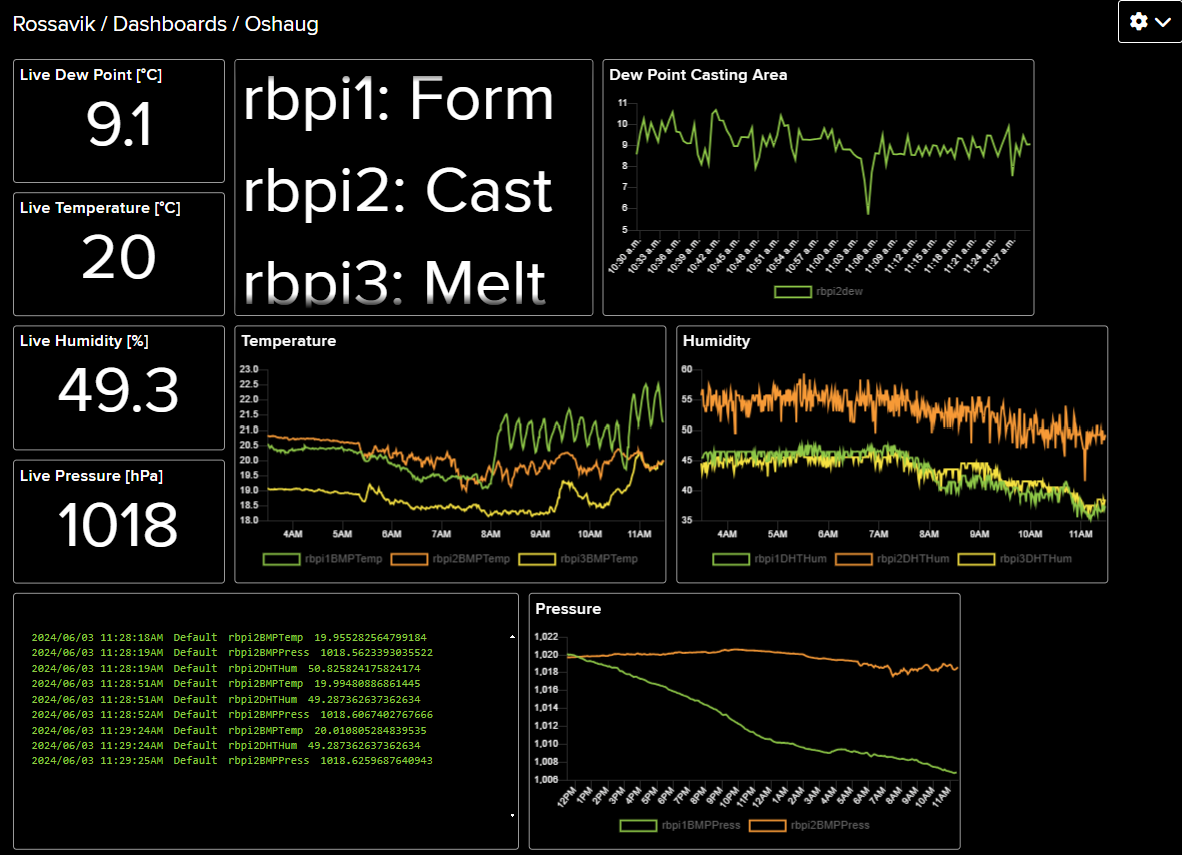 Rossavik / Dashboards / Oshaug
Live Dew Point [°C]
9.1
Live Temperature [°C]
20
Live Humidity [%]
49.3
Live Pressure [hPa]
1018
rbpi1: Form
rbpi2: Cast
rbpi3: Melt
Dew Point Casting Area
11
10
9
8
7
6
5
10:30 a.m. 10:33 a.m. 10:36 a.m. 10:39 a.m. 10:42 a.m. 10:45 a.m. 10:48 a.m. 10:51 a.m. 10:54 a.m. 10:57 a.m. 11:00 a.m. 11:03 a.m. 11:06 a.m. 11:09 a.m. 11:12 a.m. 11:15 a.m. 11:18 a.m. 11:21 a.m. 11:24 a.m. 11:27 a.m.
rbpi2dew
Temperature
23.0
22.5
22.0
21.5
21.0
20.5
20.0
19.5
19.0
18.5
18.0
4AM 5AM 6AM 7AM 8AM 9AM 10AM 11AM
rbpi1BMPTemp rbpi2BMPTemp rbpi3BMPTemp
Humidity
60
55
50
45
40
35
4AM 5AM 6AM 7AM 8AM 9AM 10AM 11AM
rbpi1DHTHum rbpi2DHTHum rbpi3DHTHum
2024/06/03 11:28:18AM Default rbpi2BMPTemp 19.955282564799184
2024/06/03 11:28:19AM Default rbpi2BMPPress 1018.5623393035522
2024/06/03 11:28:19AM Default rbpi2DHTHum 50.825824175824174
2024/06/03 11:28:51AM Default rbpi2BMPTemp 19.99480886861445
2024/06/03 11:28:51AM Default rbpi2DHTHum 49.287362637362634
2024/06/03 11:28:52AM Default rbpi2BMPPress 1018.6067402767666
2024/06/03 11:29:24AM Default rbpi2BMPTemp 20.010805284839535
2024/06/03 11:29:24AM Default rbpi2DHTHum 49.287362637362634
2024/06/03 11:29:25AM Default rbpi2BMPPress 1018.6259687640943
Pressure
1,022
1,020
1,018
1,016
1,014
1,012
1,010
1,008
1,006
12PM 1PM 2PM 3PM 4PM 5PM 6PM 7PM 8PM 9PM 10PM 11PM 12AM 1AM 2AM 3AM 4AM 5AM 6AM 7AM 8AM 9AM 10AM 11AM
rbpi1BMPPress rbpi2BMPPress